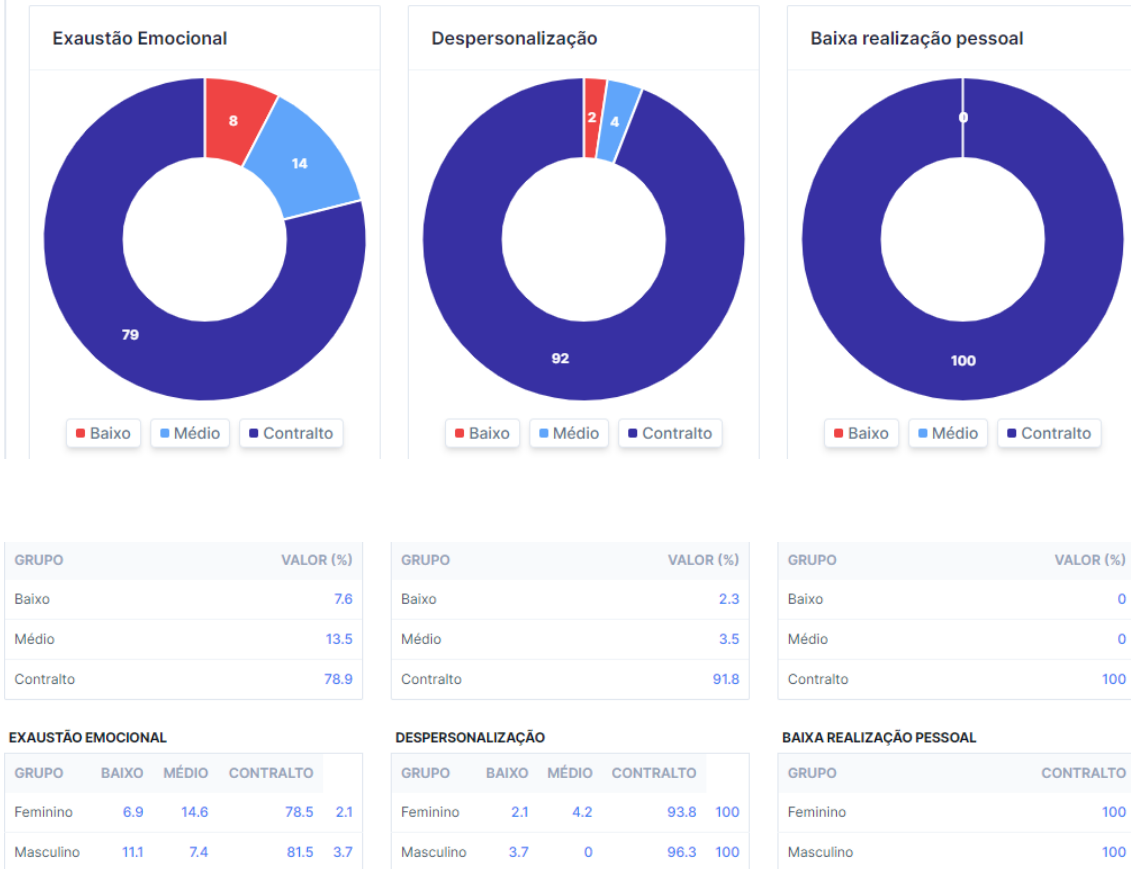 Exaustão Emocional
Despersonalização
Baixa realização pessoal
8
14
79
2
4
92
0
100
Baixo Médio Contralto
Baixo Médio Contralto
Baixo Médio Contralto
GRUPO VALOR (%)
Baixo 7.6
Médio 13.5
Contralto 78.9
GRUPO VALOR (%)
Baixo 2.3
Médio 3.5
Contralto 91.8
GRUPO VALOR (%)
Baixo 0
Médio 0
Contralto 100
EXAUSTÃO EMOCIONAL
GRUPO BAIXO MÉDIO CONTRALTO
Feminino 6.9 14.6 78.5 2.1
Masculino 11.1 7.4 81.5 3.7
DESPERSONALIZAÇÃO
GRUPO BAIXO MÉDIO CONTRALTO
Feminino 2.1 4.2 93.8 100
Masculino 3.7 0 96.3 100
BAIXA REALIZAÇÃO PESSOAL
GRUPO CONTRALTO
Feminino 100
Masculino 100